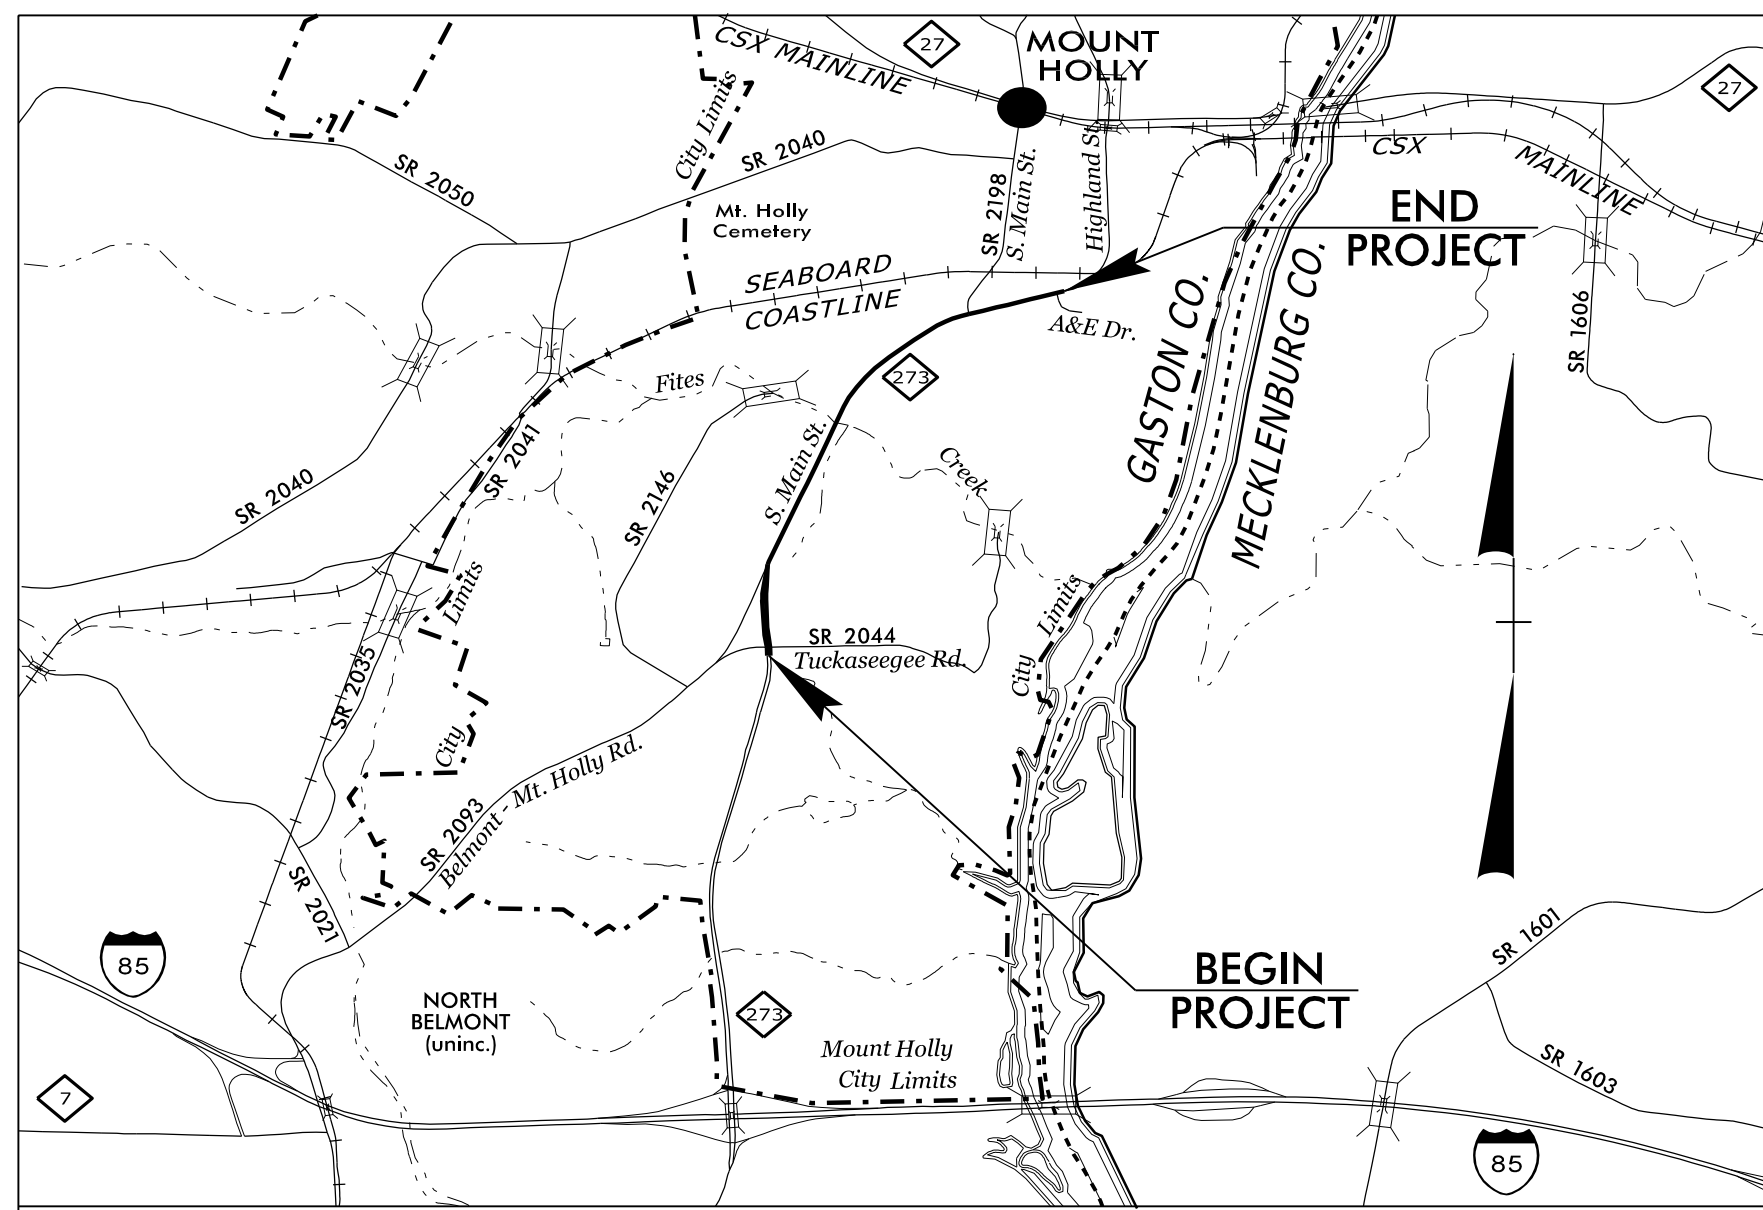 27
MOUNT
HOLLY
CSX MAINLINE
27
City Limits
SR 2040
SR 2050
CSX
MAINLINE
SR 2198
S. Main St.
Highland St.
Mt. Holly
Cemetery
END
PROJECT
SEABOARD
COASTLINE
GASTON CO.
MECKLENBURG CO.
SR 1606
A&E Dr.
273
Fites
Creek
S. Main St.
SR 2041
SR 2146
SR 2040
City Limits
SR 2044
Tuckaseegee Rd.
City Limits
SR 2035
SR 2093
Belmont - Mt. Holly Rd.
SR 2021
85
NORTH
BELMONT
(uninc.)
273
BEGIN
PROJECT
SR 1601
Mount Holly
City Limits
SR 1603
7
85